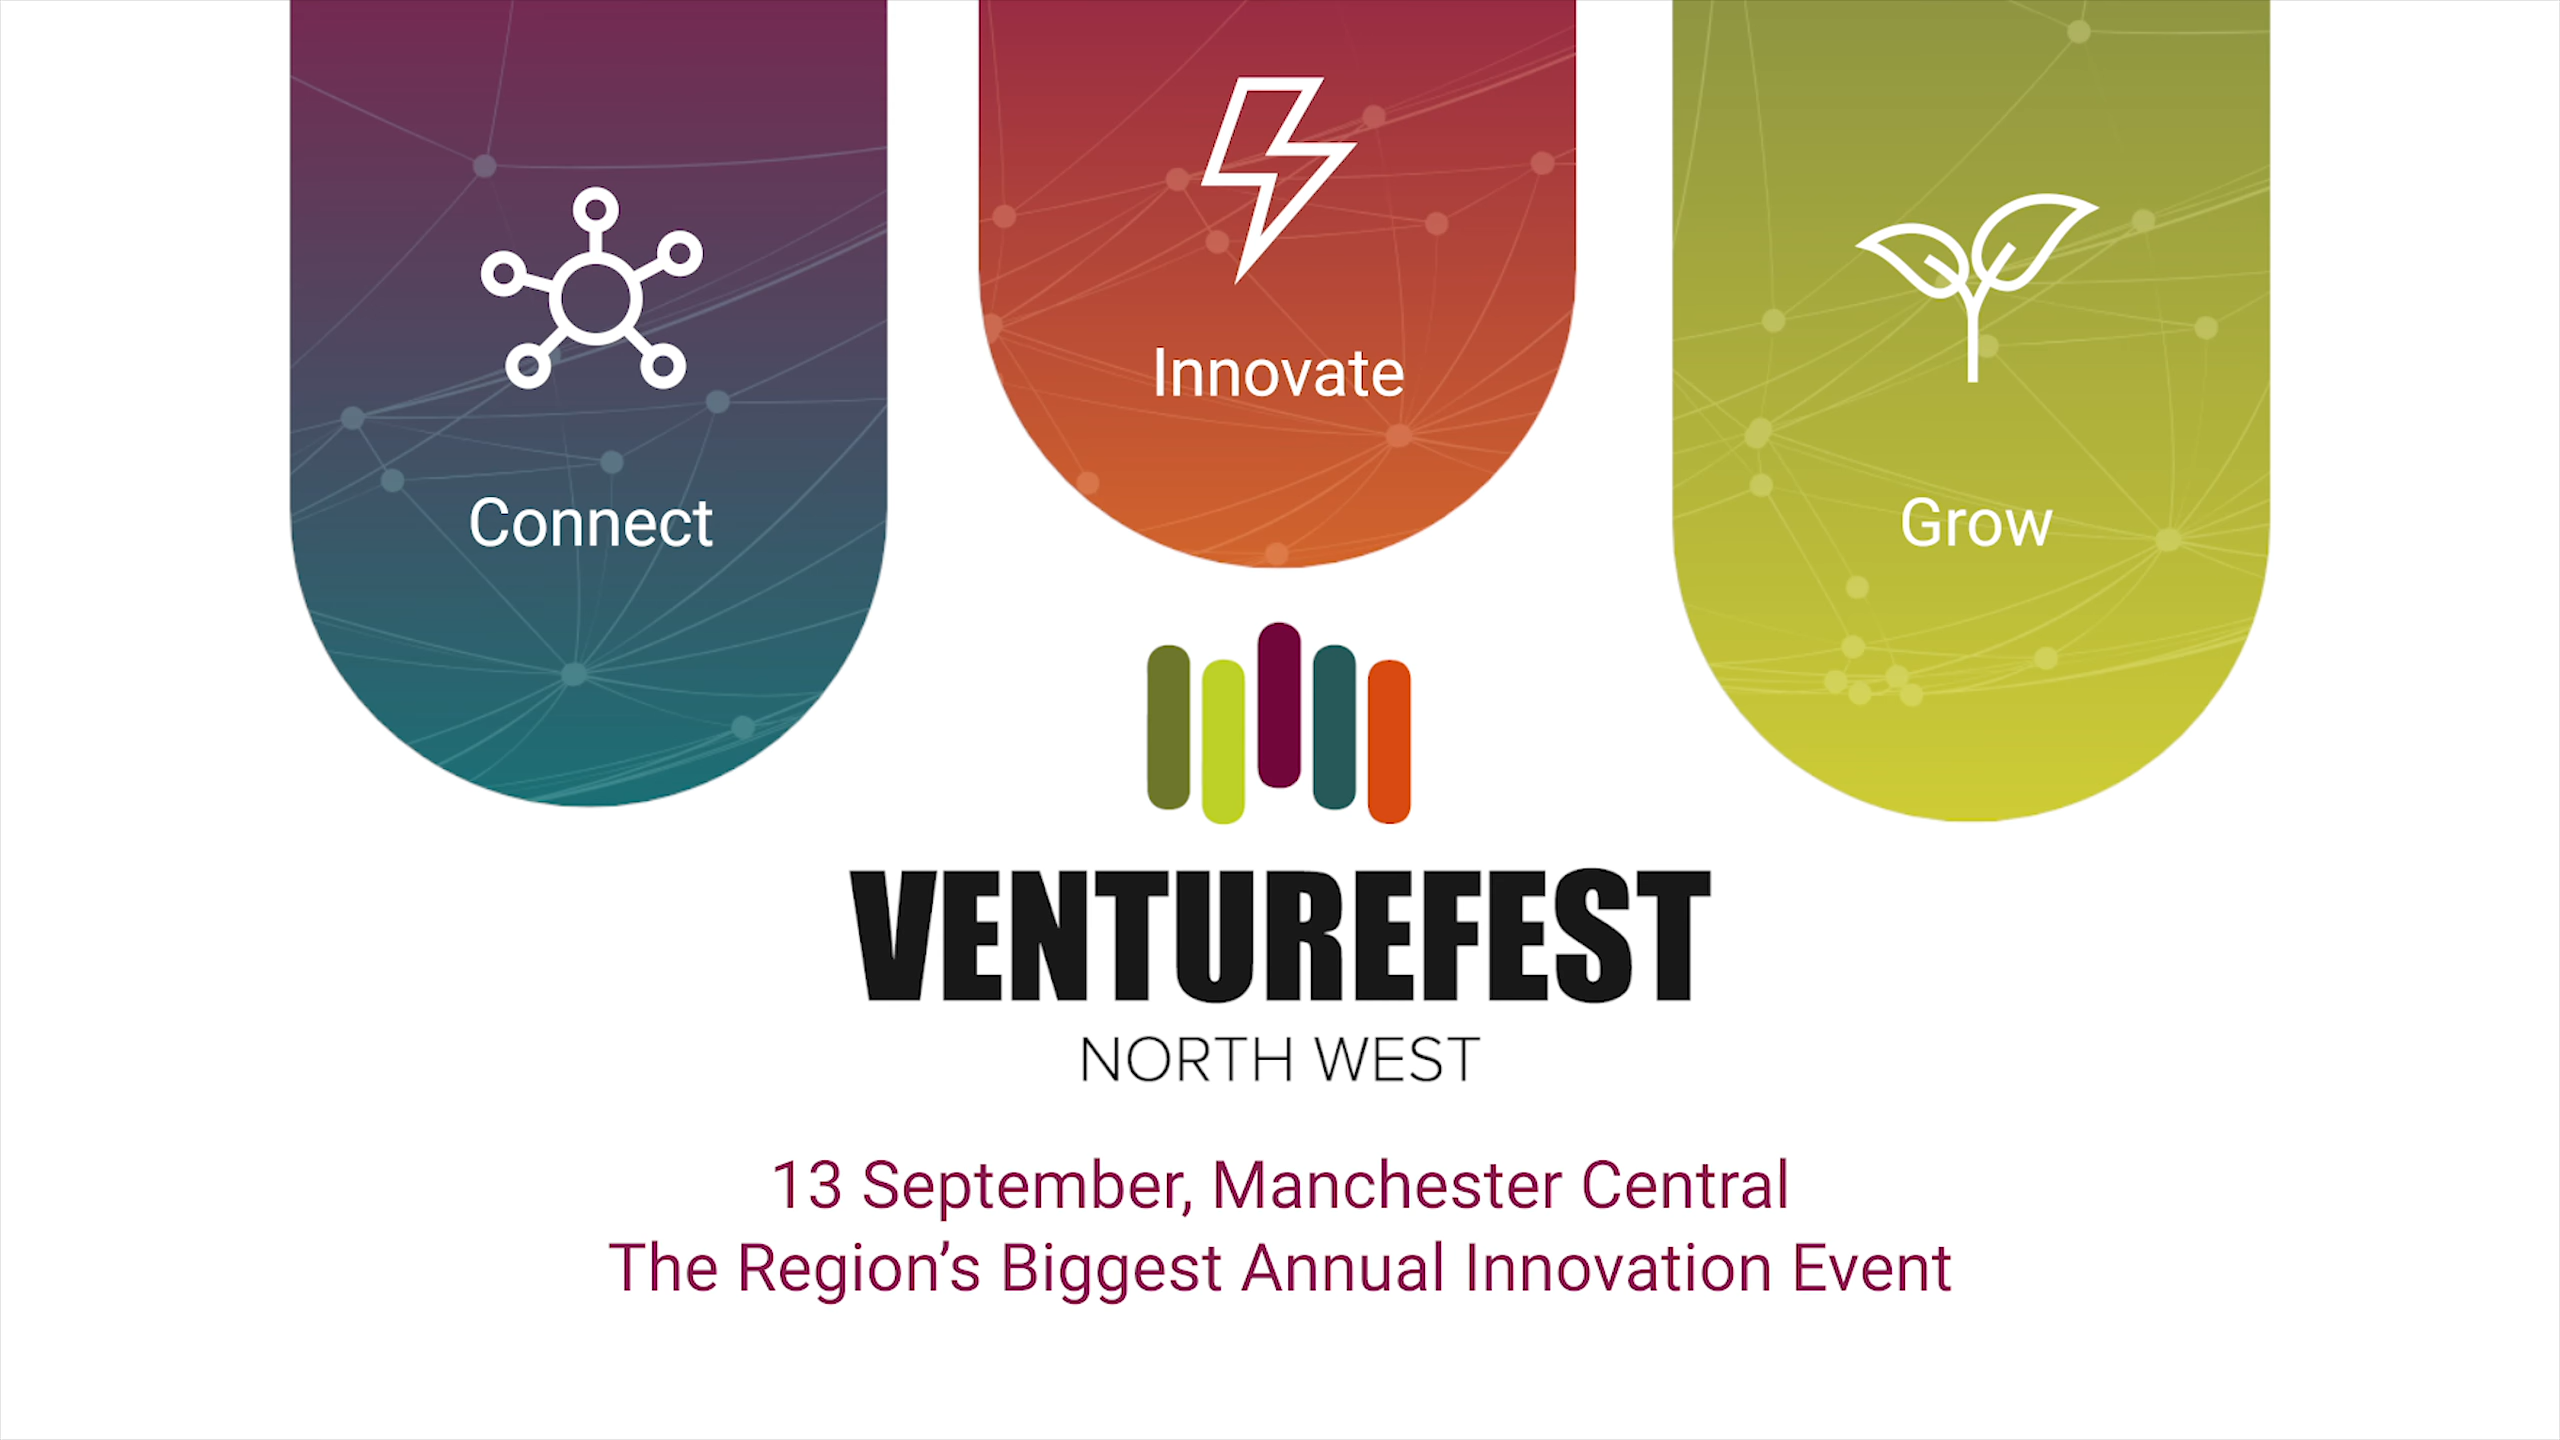 Connect
Innovate
Grow
VENTUREFEST
NORTH WEST
13 September, Manchester Central
The Region’s Biggest Annual Innovation Event